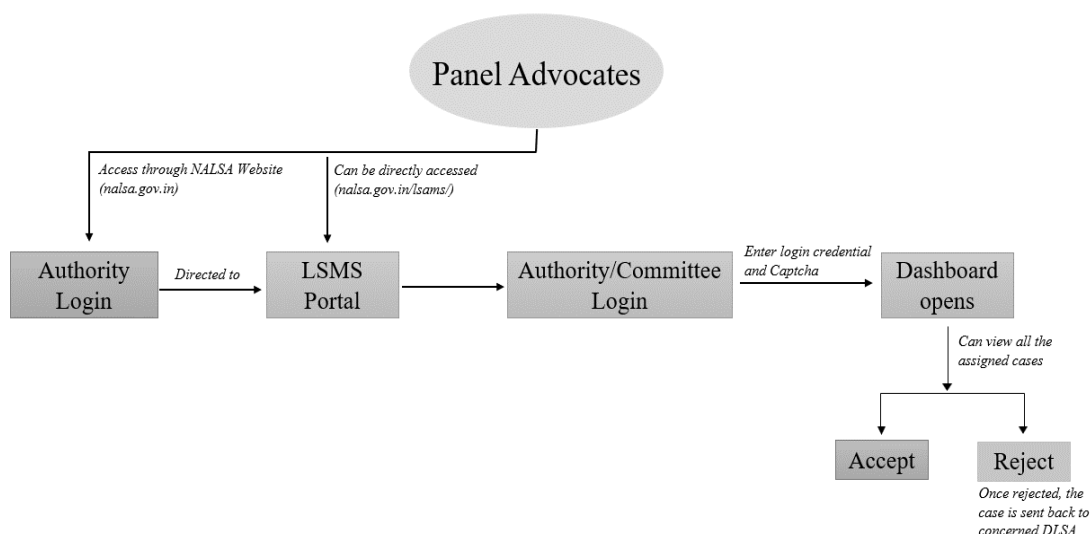 Panel Advocates
Access through NALSA Website
(nalsa.gov.in)
Can be directly accessed
(nalsa.gov.in/lsams/)
Authority
Login
Directed to
LSMS
Portal
Authority/Committee
Login
Enter login credential
and Captcha
Dashboard
opens
Can view all the
assigned cases
Accept
Reject
Once rejected, the
case is sent back to
concerned DLSA